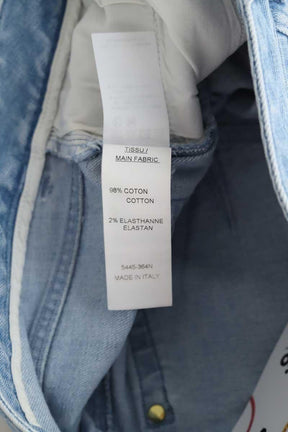 TISSU /
MAIN FABRIC
98% COTON
COTTON
2% ELASTHANNE
ELASTAN
5445-364N
MADE IN ITALY